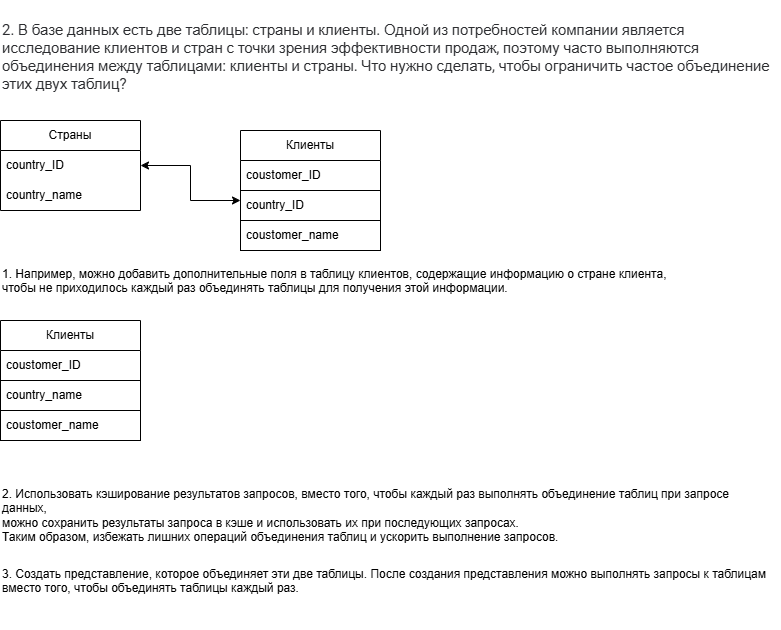 2. В базе данных есть две таблицы: страны и клиенты. Одной из потребностей компании является
исследование клиентов и стран с точки зрения эффективности продаж, поэтому часто выполняются
объединения между таблицами: клиенты и страны. Что нужно сделать, чтобы ограничить частое объединение
этих двух таблиц?
Страны
country_ID
country_name
Клиенты
coustomer_ID
country_ID
coustomer_name
1. Например, можно добавить дополнительные поля в таблицу клиентов, содержащие информацию о стране клиента,
чтобы не приходилось каждый раз объединять таблицы для получения этой информации.
Клиенты
coustomer_ID
country_name
coustomer_name
2. Использовать кэширование результатов запросов, вместо того, чтобы каждый раз выполнять объединение таблиц при запросе
данных,
можно сохранить результаты запроса в кэше и использовать их при последующих запросах.
Таким образом, избежать лишних операций объединения таблиц и ускорить выполнение запросов.
3. Создать представление, которое объединяет эти две таблицы. После создания представления можно выполнять запросы к таблицам
вместо того, чтобы объединять таблицы каждый раз.